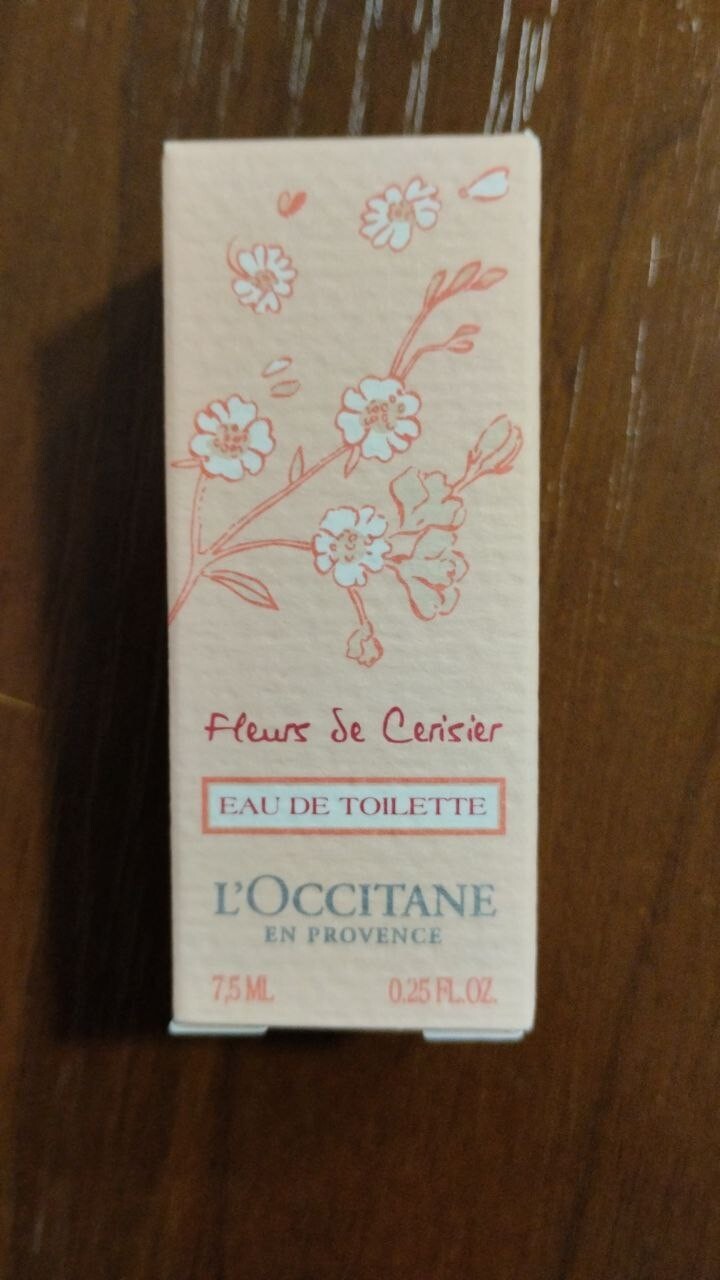 Fleurs de Cerisier
EAU DE TOILETTE
L'OCCITANE
EN PROVENCE
7,5 ML 0.25 FL.OZ.